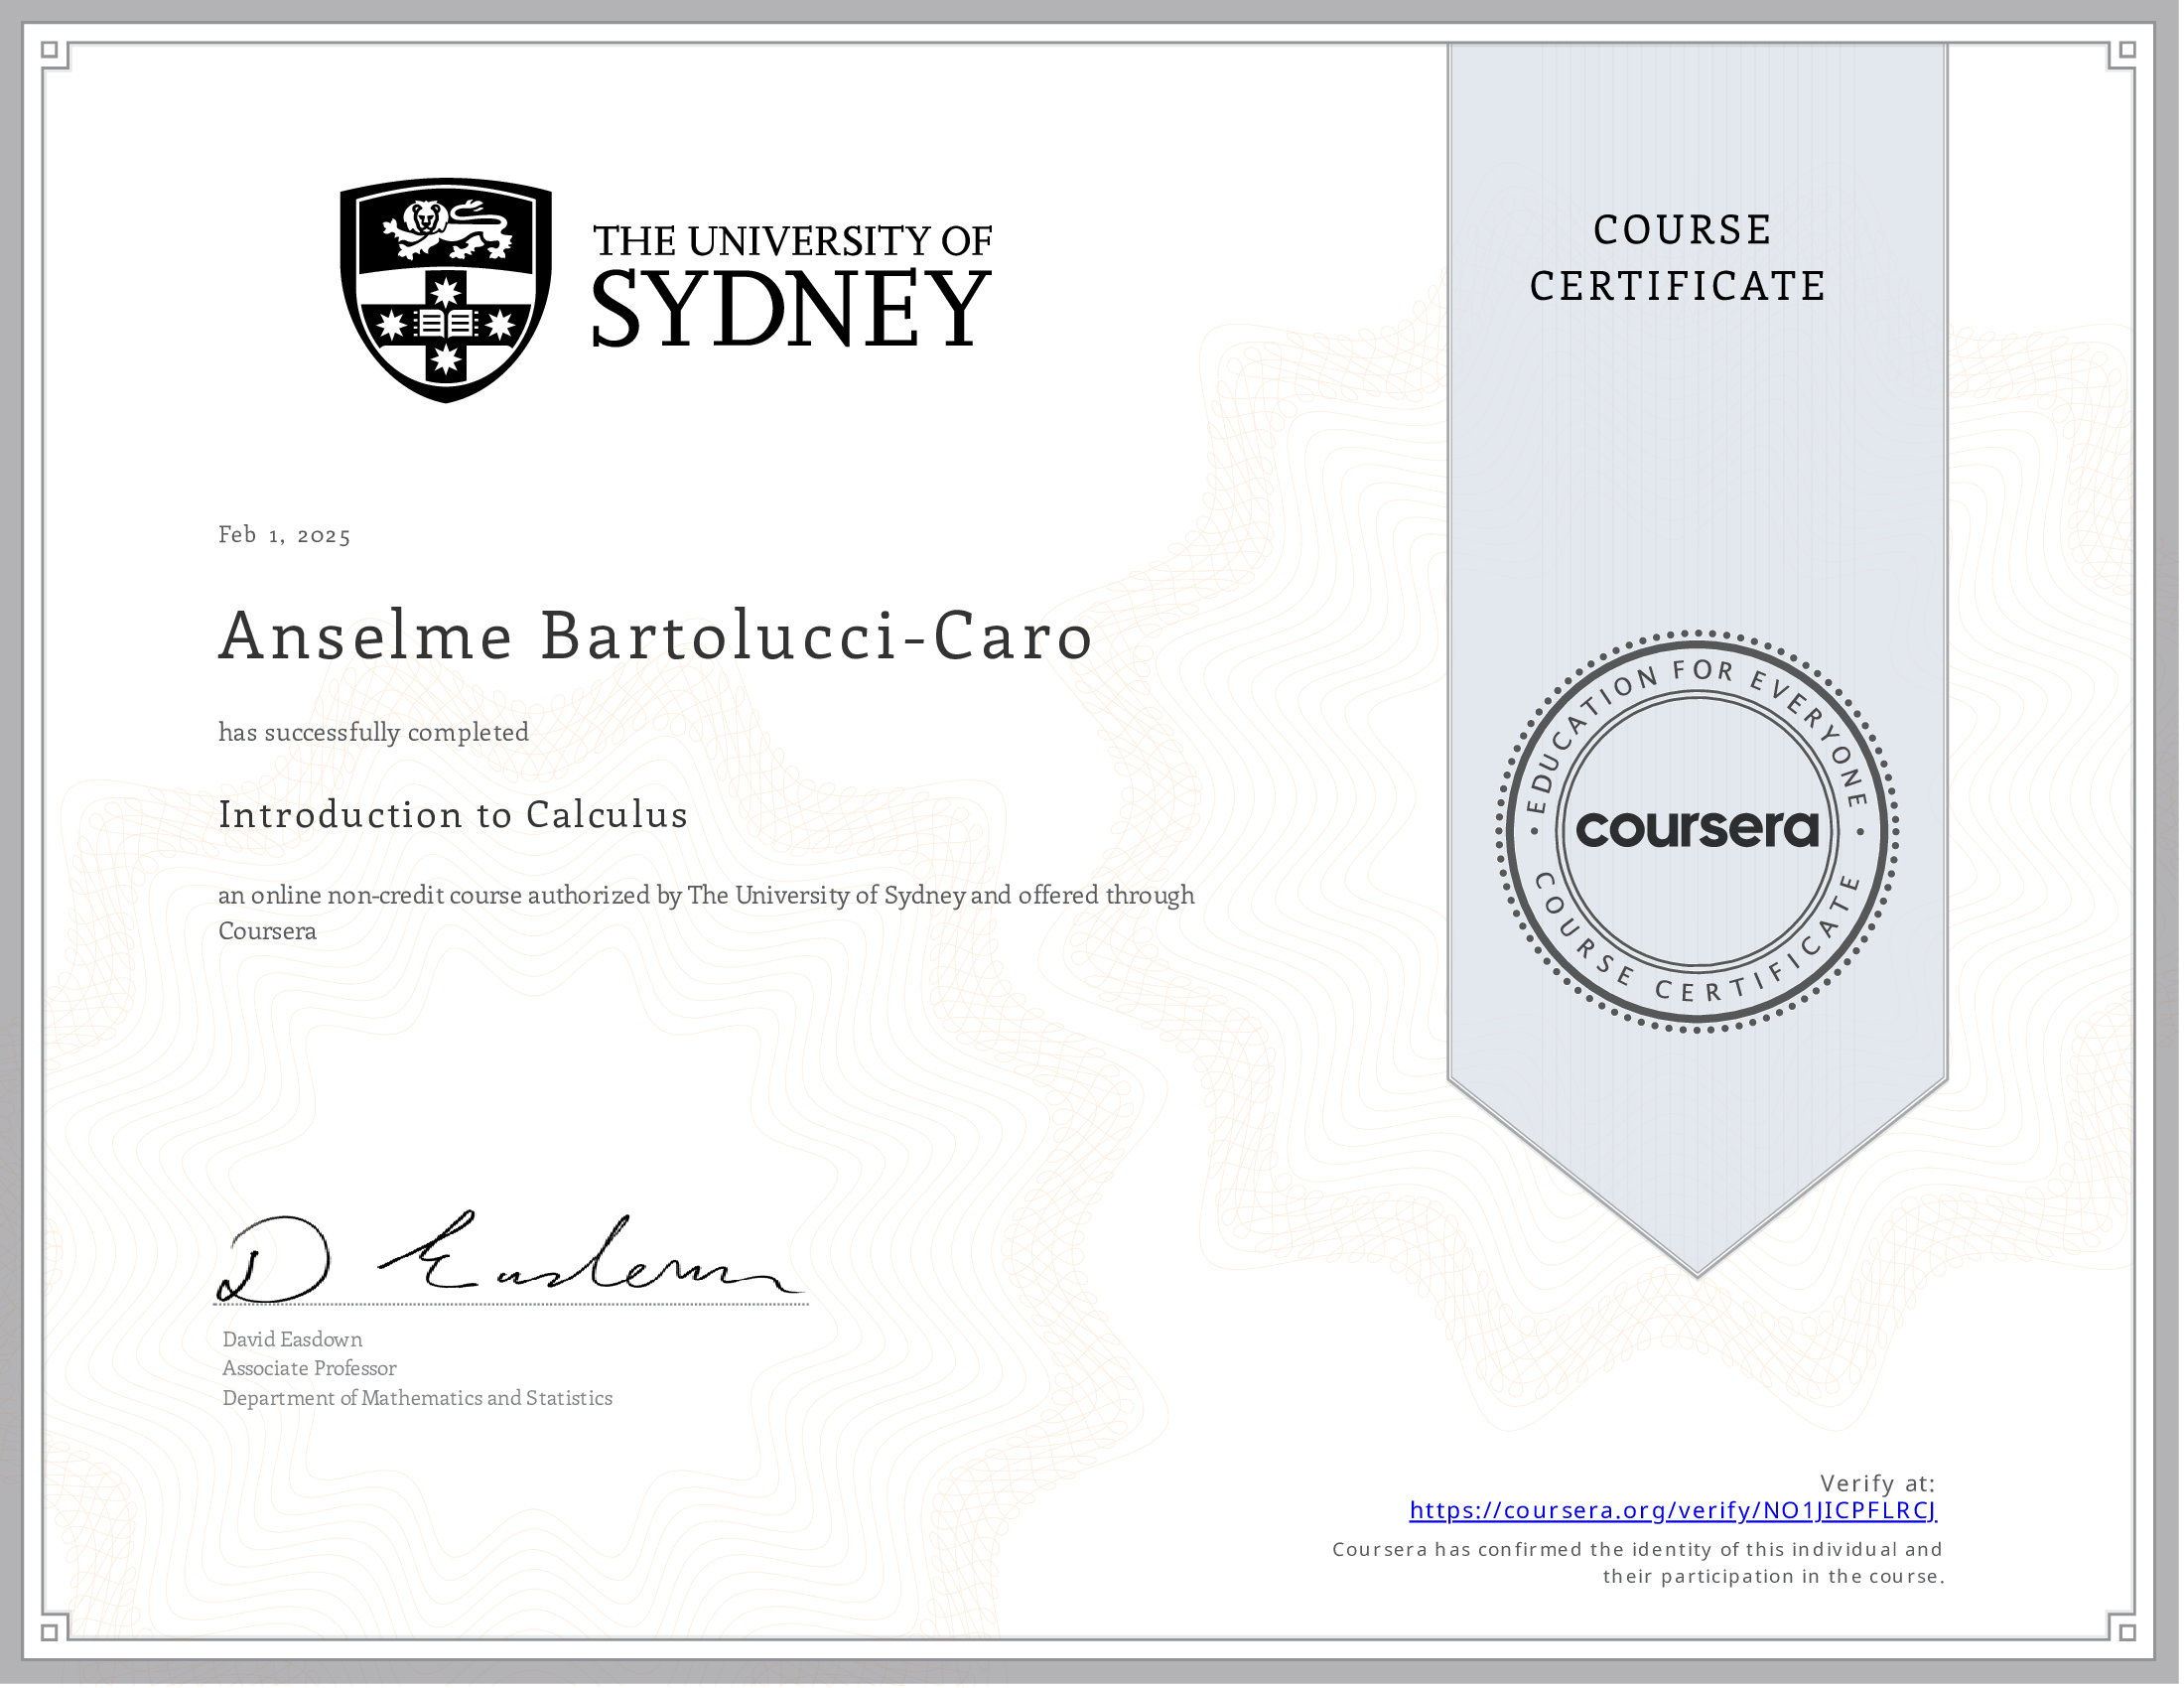 THE UNIVERSITY OF
SYDNEY
COURSE
CERTIFICATE
Feb 1, 2025
Anselme Bartolucci-Caro
has successfully completed
Introduction to Calculus
an online non-credit course authorized by The University of Sydney and offered through
Coursera
EDUCATION FOR EVERYONE
coursera
COURSE CERTIFICATE
D Easdown
David Easdown
Associate Professor
Department of Mathematics and Statistics
Verify at:
https://coursera.org/verify/NO1JICPFLRCJ
Coursera has confirmed the identity of this individual and
their participation in the course.